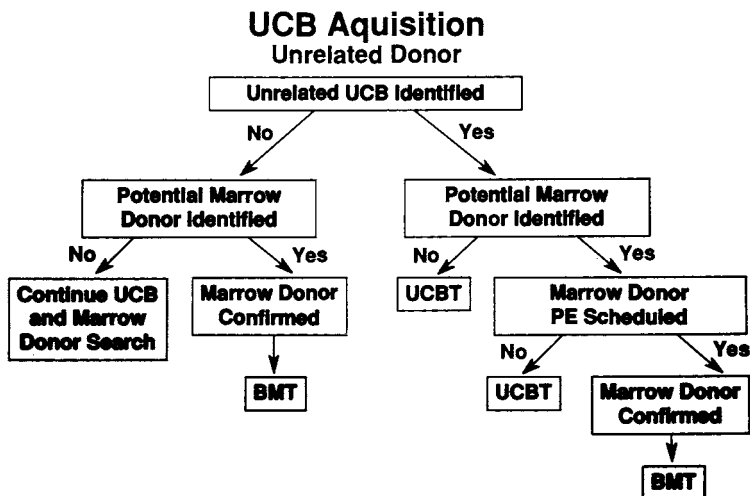 UCB Aquisition
Unrelated Donor
Unrelated UCB Identified
No
Yes
Potential Marrow
Donor Identified
Potential Marrow
Donor Identified
No
Yes
No
Yes
Continue UCB
and Marrow
Donor Search
Marrow Donor
Confirmed
UCBT
Marrow Donor
PE Scheduled
No
Yes
BMT
UCBT
Marrow Donor
Confirmed
BMT